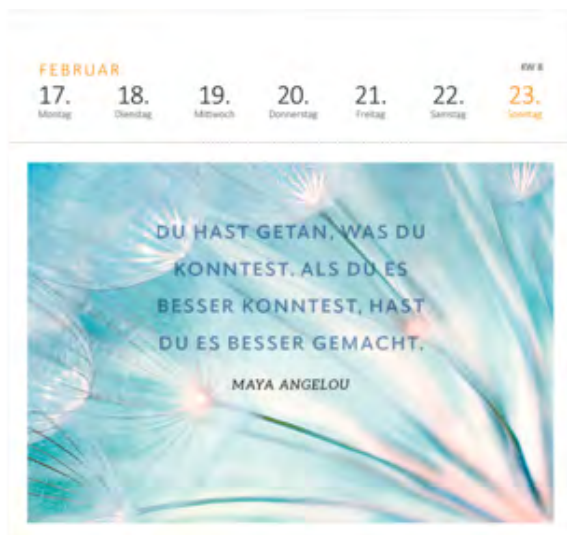 FEBRUAR
KW 8
17. 18. 19. 20. 21. 22. 23.
Montag Dienstag Mittwoch Donnerstag Freitag Samstag Sonntag
DU HAST GETAN, WAS DU
KONNTEST. ALS DU ES
BESSER KONNTEST, HAST
DU ES BESSER GEMACHT.
MAYA ANGELOU